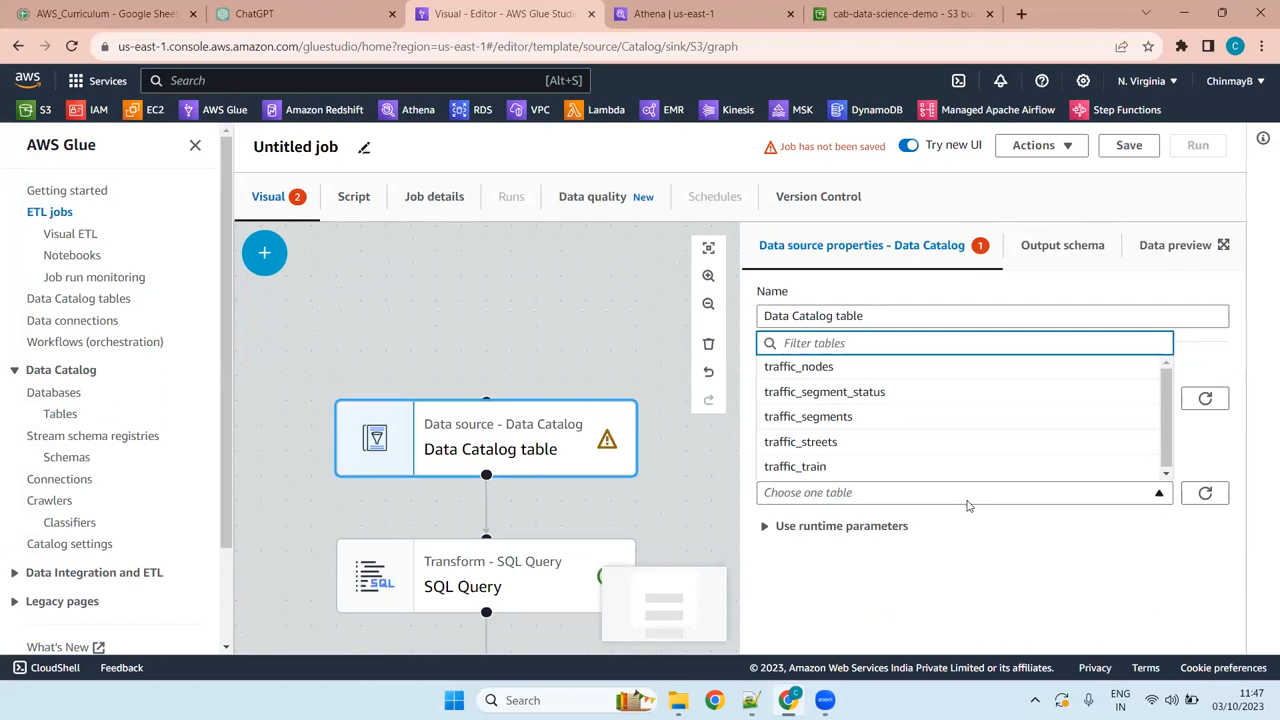 AWS_Curriculum - Google Sheet
ChatGPT
Visual - Editor - AWS Glue Studi
Athena | us-east-1
cab-data-science-demo - S3 bu
us-east-1.console.aws.amazon.com/gluestudio/home?region=us-east-1#/editor/template/source/Catalog/sink/S3/graph
C
aws
Services
Search
[Alt+S]
N. Virginia
ChinmayB
S3
IAM
EC2
AWS Glue
Amazon Redshift
Athena
RDS
VPC
Lambda
EMR
Kinesis
MSK
DynamoDB
Managed Apache Airflow
Step Functions
AWS Glue
Getting started
ETL jobs
Visual ETL
Notebooks
Job run monitoring
Data Catalog tables
Data connections
Workflows (orchestration)
Data Catalog
Databases
Tables
Stream schema registries
Schemas
Connections
Crawlers
Classifiers
Catalog settings
Data Integration and ETL
Legacy pages
What's New
Untitled job
Job has not been saved
Try new UI
Actions
Save
Run
Visual 2
Script
Job details
Runs
Data quality New
Schedules
Version Control
Data source - Data Catalog
Data Catalog table
Transform - SQL Query
SQL
SQL Query
Data source properties - Data Catalog 1
Output schema
Data preview
Name
Data Catalog table
Filter tables
traffic_nodes
traffic_segment_status
traffic_segments
traffic_streets
traffic_train
Choose one table
Use runtime parameters
CloudShell
Feedback
© 2023, Amazon Web Services India Private Limited or its affiliates.
Privacy
Terms
Cookie preferences
Search
C
ENG
IN
11:47
03/10/2023